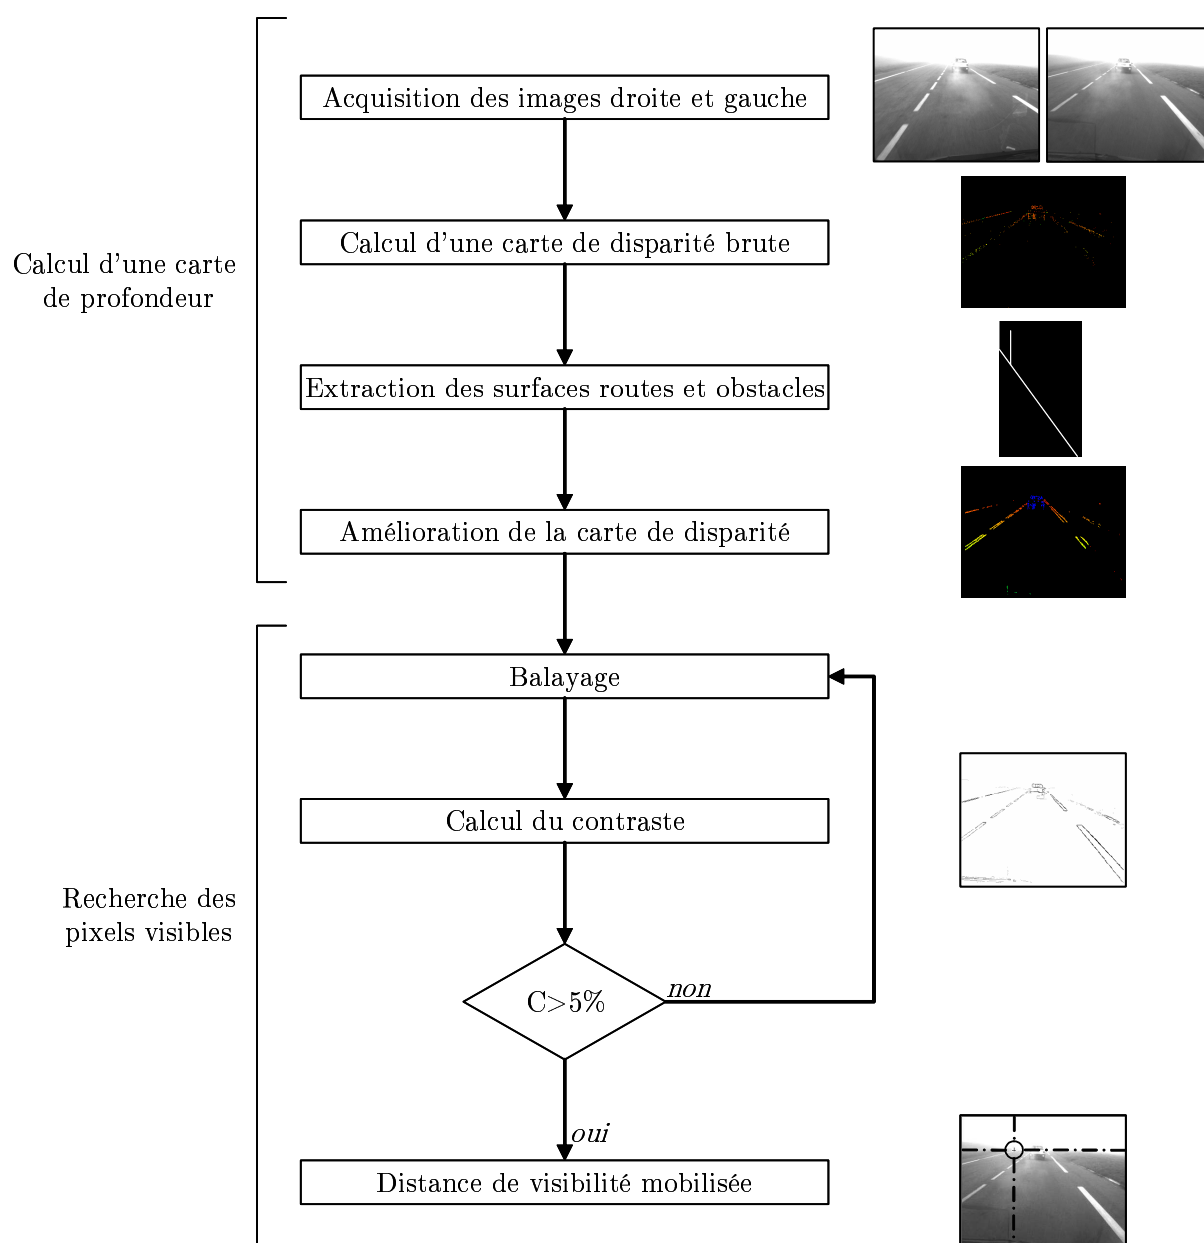 Acquisition des images droite et gauche
Calcul d'une carte de disparité brute
Calcul d'une carte
de profondeur
Extraction des surfaces routes et obstacles
Amélioration de la carte de disparité
Balayage
Calcul du contraste
Recherche des
pixels visibles
C>5%
non
oui
Distance de visibilité mobilisée